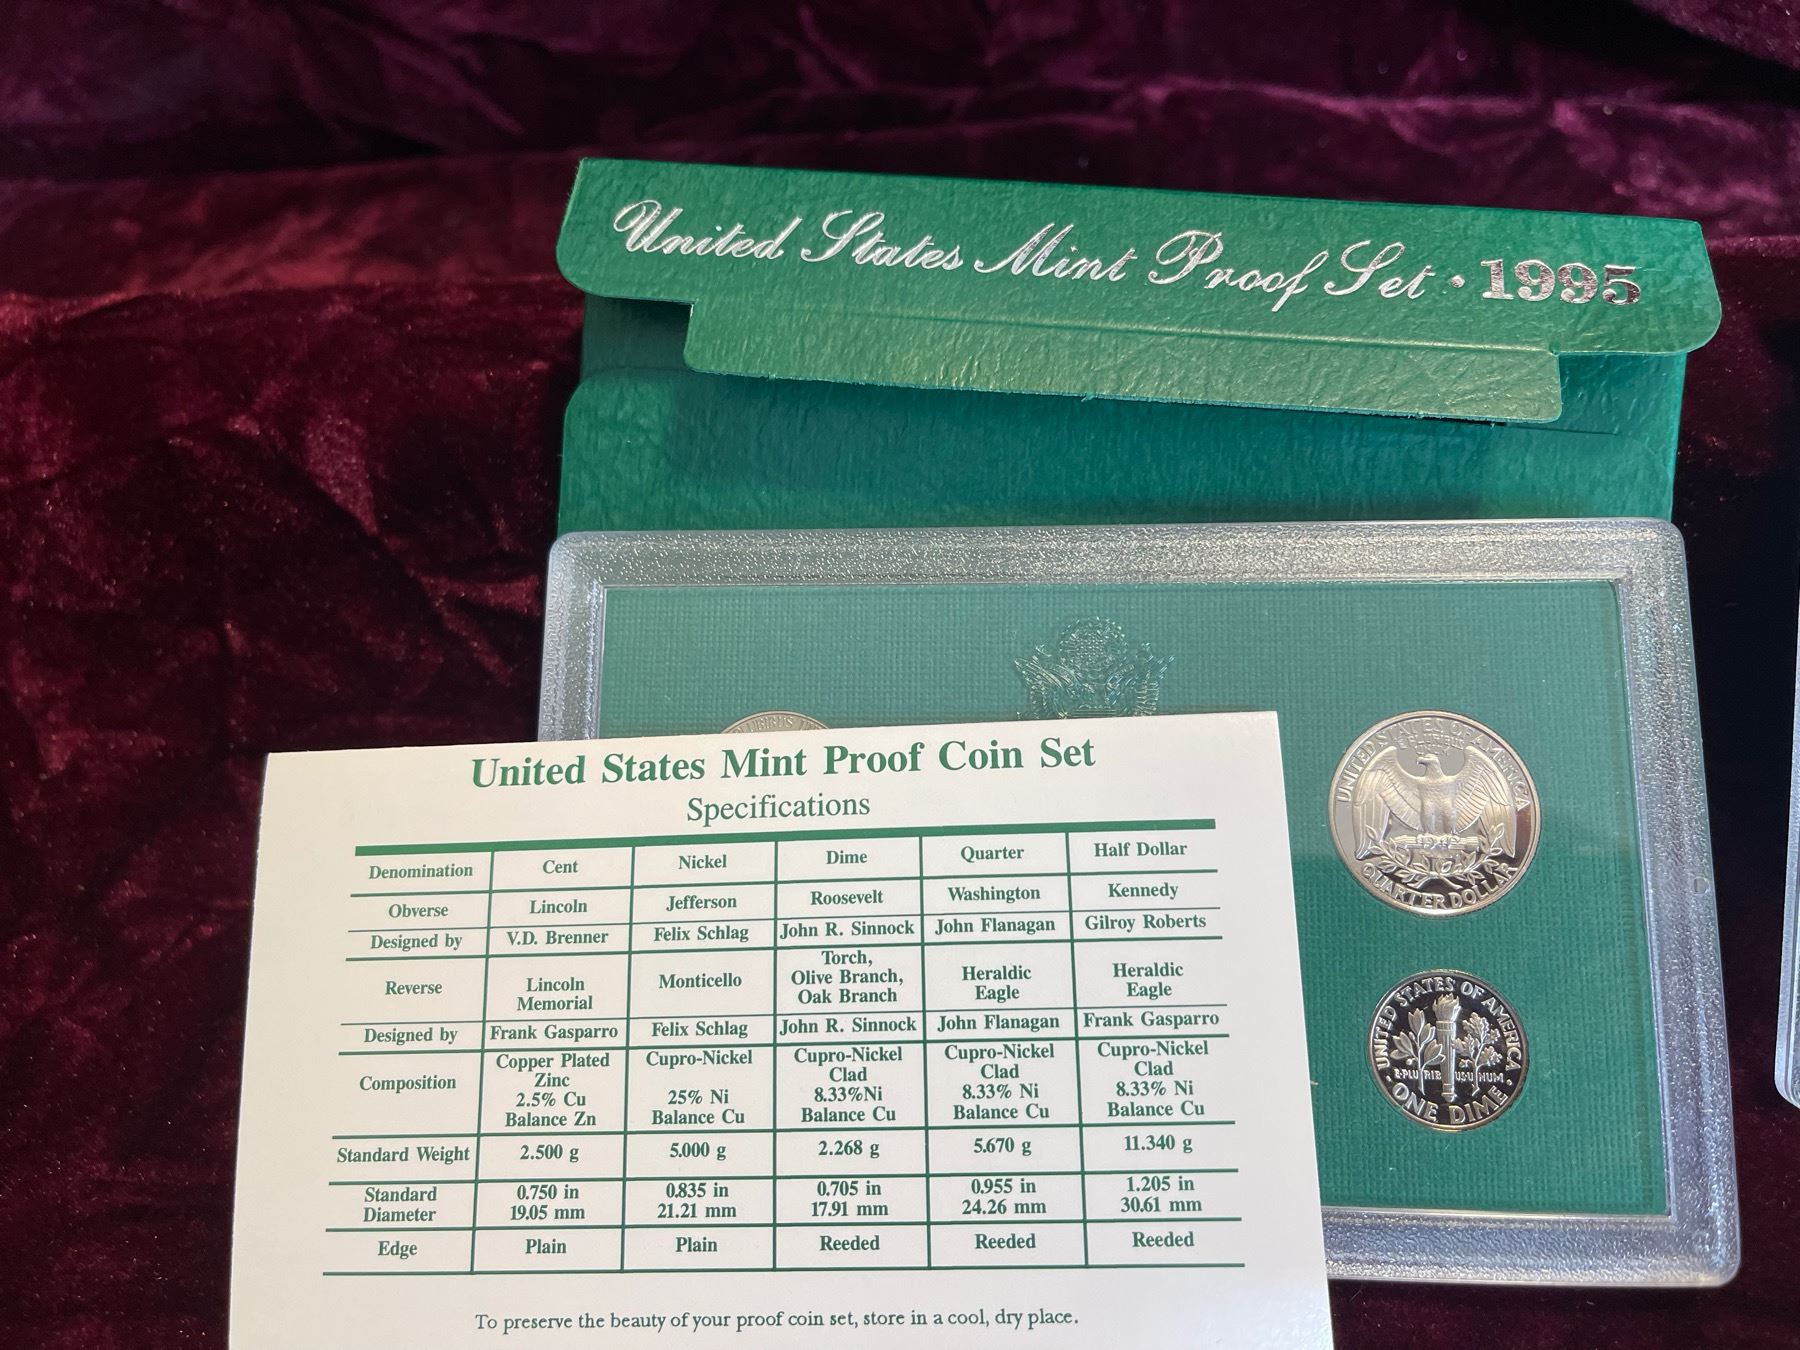 United States Mint Proof Set · 1995
United States Mint Proof Coin Set
Specifications
Denomination Cent Nickel Dime Quarter Half Dollar
Obverse Lincoln Jefferson Roosevelt Washington Kennedy
Designed by V.D. Brenner Felix Schlag John R. Sinnock John Flanagan Gilroy Roberts
Reverse Lincoln Memorial Monticello Torch, Olive Branch, Oak Branch Heraldic Eagle Heraldic Eagle
Designed by Frank Gasparro Felix Schlag John R. Sinnock John Flanagan Frank Gasparro
Composition Copper Plated Zinc 2.5% Cu Balance Zn Cupro-Nickel 25% Ni Balance Cu Cupro-Nickel Clad 8.33%Ni Balance Cu Cupro-Nickel Clad 8.33% Ni Balance Cu Cupro-Nickel Clad 8.33% Ni Balance Cu
Standard Weight 2.500 g 5.000 g 2.268 g 5.670 g 11.340 g
Standard Diameter 0.750 in 19.05 mm 0.835 in 21.21 mm 0.705 in 17.91 mm 0.955 in 24.26 mm 1.205 in 30.61 mm
Edge Plain Plain Reeded Reeded Reeded
To preserve the beauty of your proof coin set, store in a cool, dry place.
UNITED STATES OF AMERICA
QUARTER DOLLAR
UNITED STATES OF AMERICA
E·PLURIBUS UNUM
ONE DIME